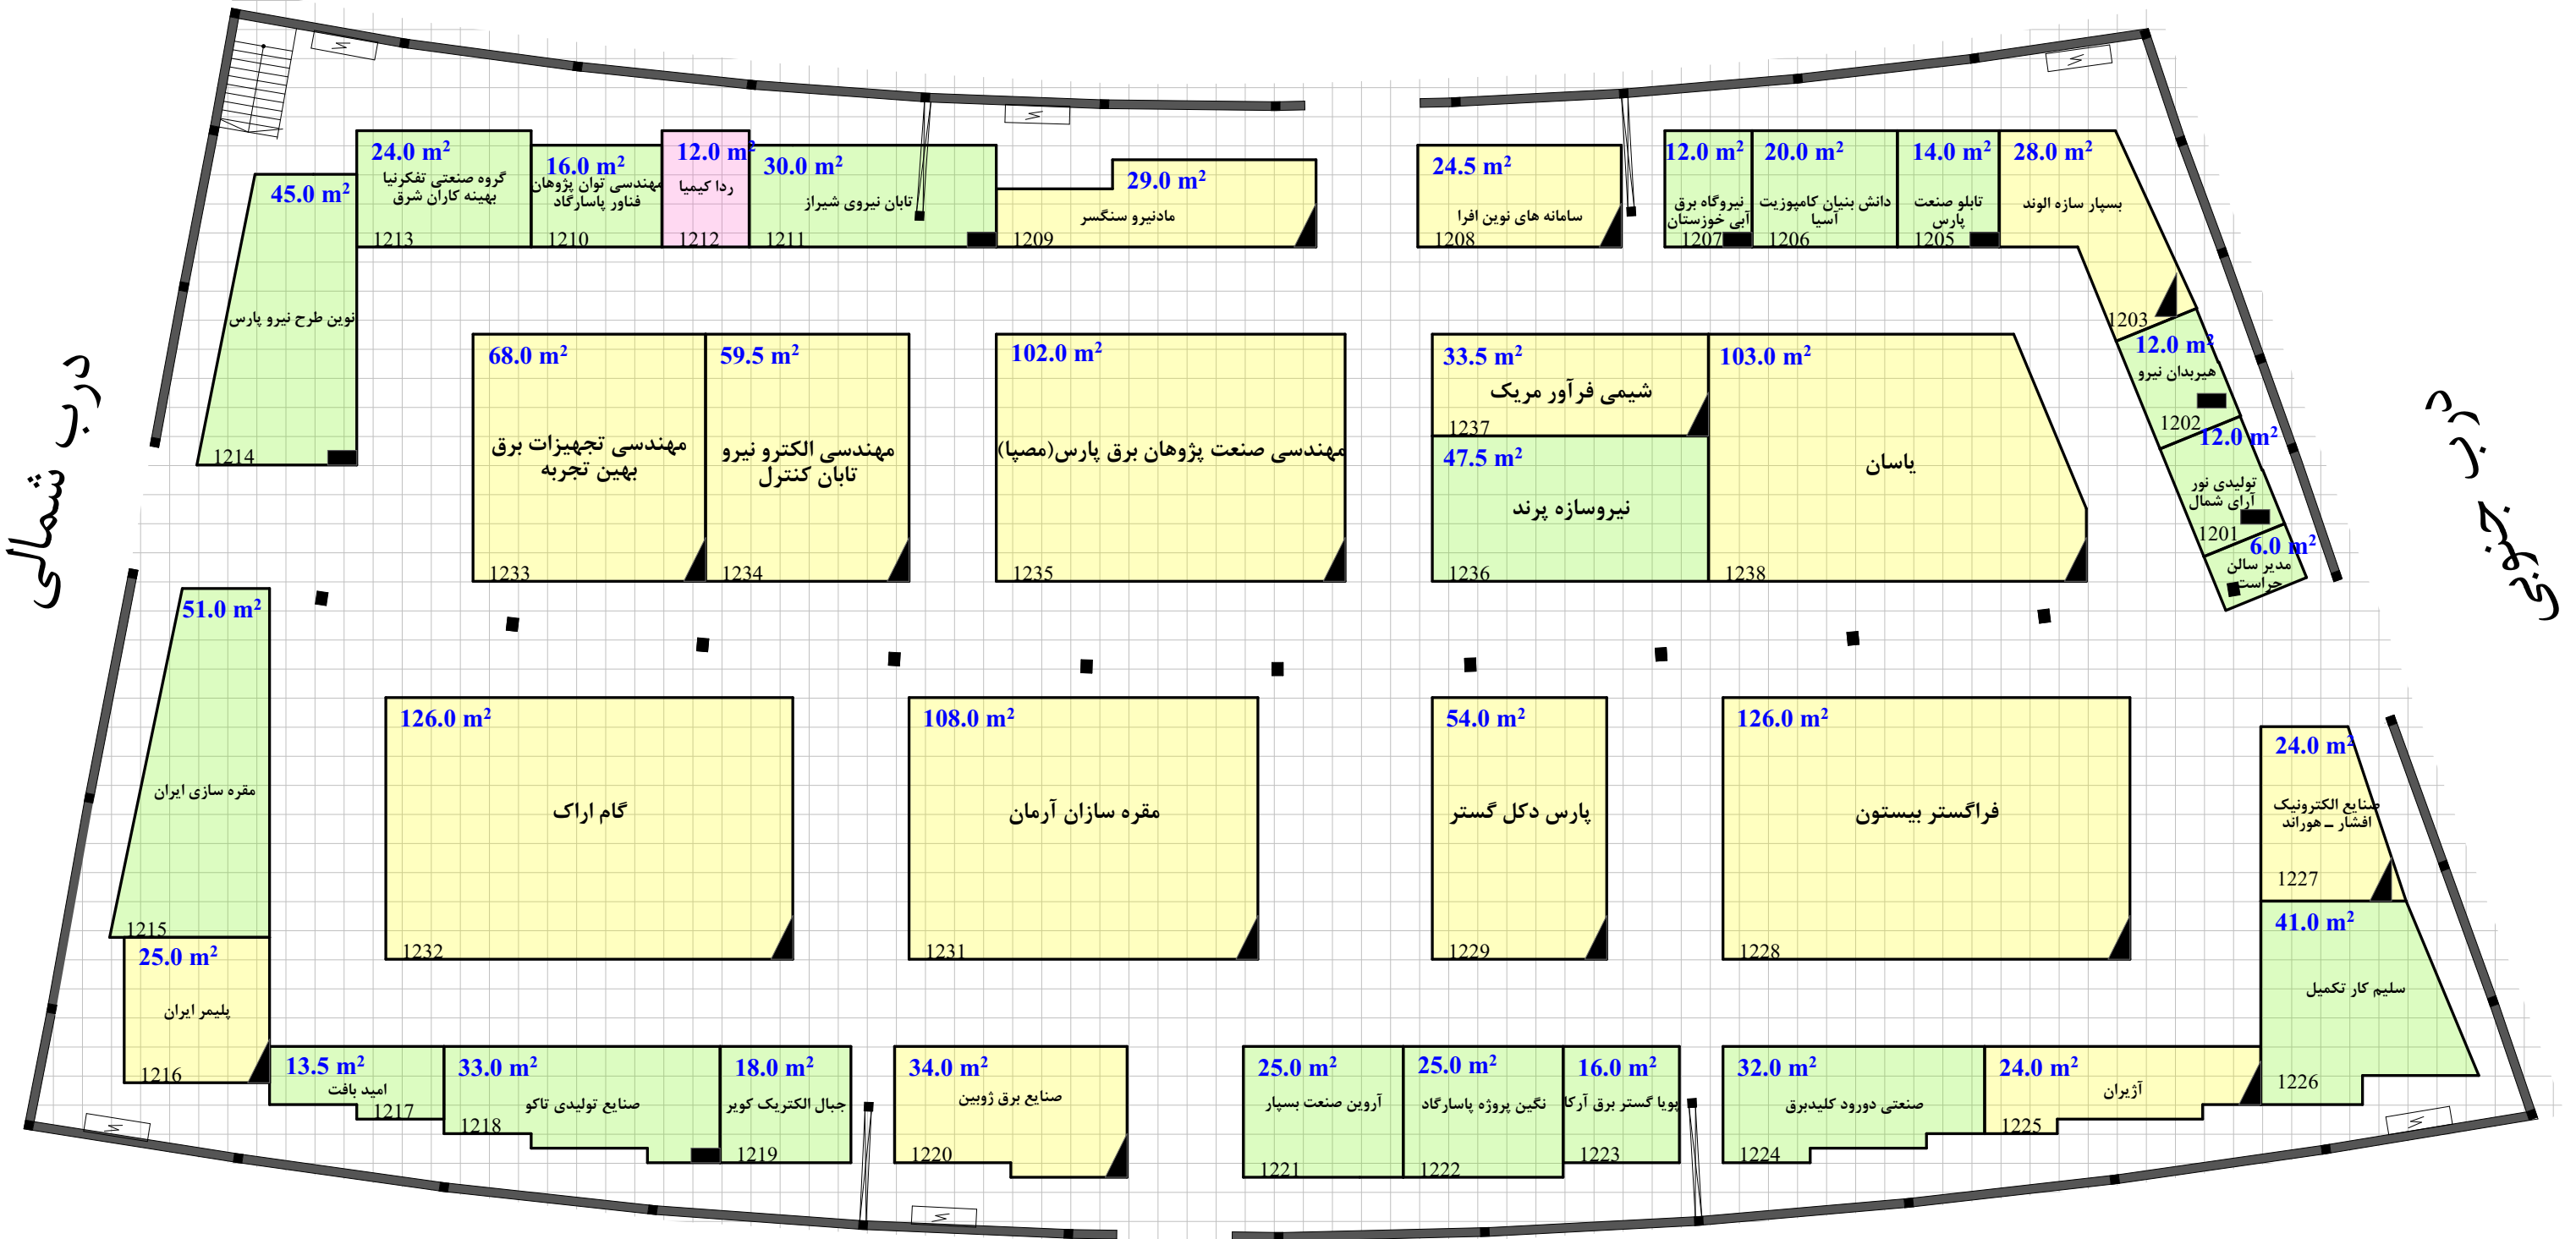 درب شمالی
درب جنوبی
24.0 m²
گروه صنعتی تفکرنیا
بهینه کاران شرق
1213
16.0 m²
مهندسی توان پژوهان
فناور پاسارگاد
1210
12.0 m²
ردا کیمیا
1212
30.0 m²
تابان نیروی شیراز
1211
29.0 m²
مادنیرو سنگسر
1209
24.5 m²
سامانه های نوین افرا
1208
12.0 m²
نیروگاه برق
آبی خوزستان
1207
20.0 m²
دانش بنیان کامپوزیت
آسیا
1206
14.0 m²
تابلو صنعت
پارس
1205
28.0 m²
بسپار سازه الوند
1203
45.0 m²
نوین طرح نیرو پارس
1214
68.0 m²
مهندسی تجهیزات برق
بهین تجربه
1233
59.5 m²
مهندسی الکترو نیرو
تابان کنترل
1234
102.0 m²
مهندسی صنعت پژوهان برق پارس(مصپا)
1235
33.5 m²
شیمی فرآور مریک
1237
47.5 m²
نیروسازه پرند
1236
103.0 m²
یاسان
1238
12.0 m²
هیربدان نیرو
1202
12.0 m²
تولیدی نور
آرای شمال
1201
6.0 m²
مدیر سالن
حراست
51.0 m²
مقره سازی ایران
1215
126.0 m²
گام اراک
1232
108.0 m²
مقره سازان آرمان
1231
54.0 m²
پارس دکل گستر
1229
126.0 m²
فراگستر بیستون
1228
24.0 m²
صنایع الکترونیک
افشار ـ هوراند
1227
41.0 m²
سلیم کار تکمیل
1226
25.0 m²
پلیمر ایران
1216
13.5 m²
امید بافت
1217
33.0 m²
صنایع تولیدی تاکو
1218
18.0 m²
جبال الکتریک کویر
1219
34.0 m²
صنایع برق ژوبین
1220
25.0 m²
آروین صنعت بسپار
1221
25.0 m²
نگین پروژه پاسارگاد
1222
16.0 m²
پویا گستر برق آرکا
1223
32.0 m²
صنعتی دورود کلیدبرق
1224
24.0 m²
آژیران
1225